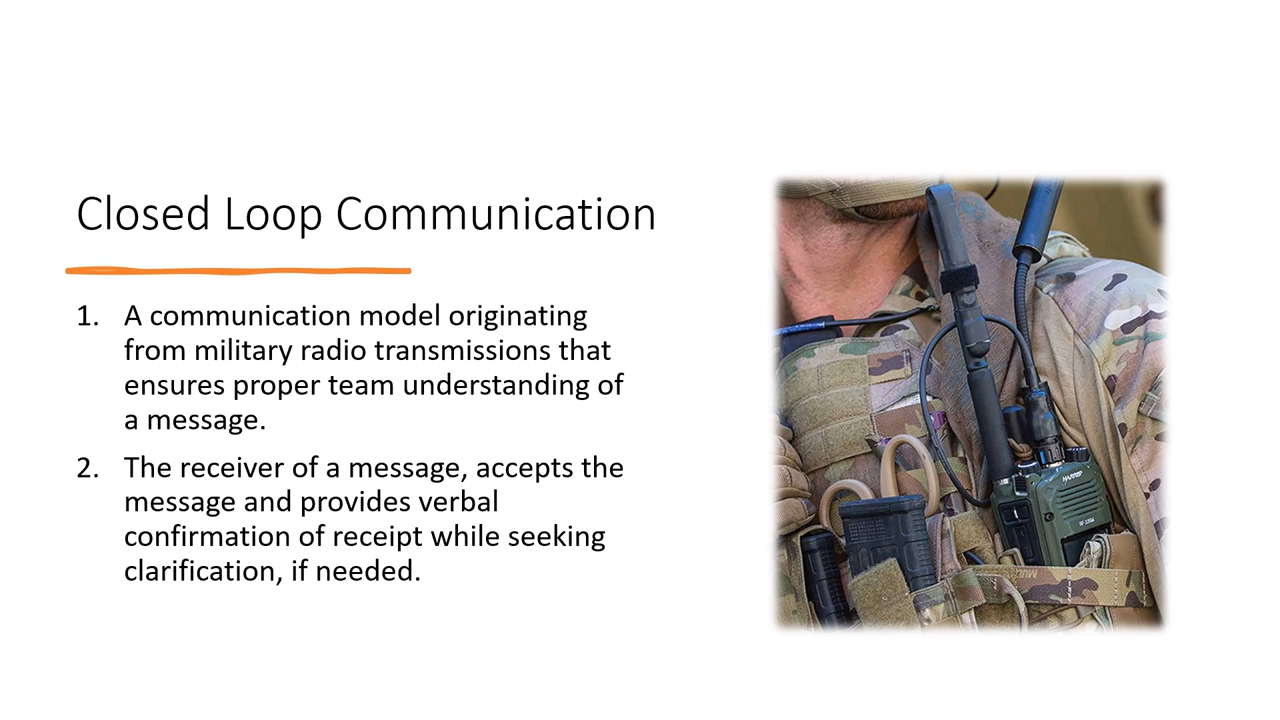 Closed Loop Communication
1. A communication model originating
from military radio transmissions that
ensures proper team understanding of
a message.
2. The receiver of a message, accepts the
message and provides verbal
confirmation of receipt while seeking
clarification, if needed.
HARRIS